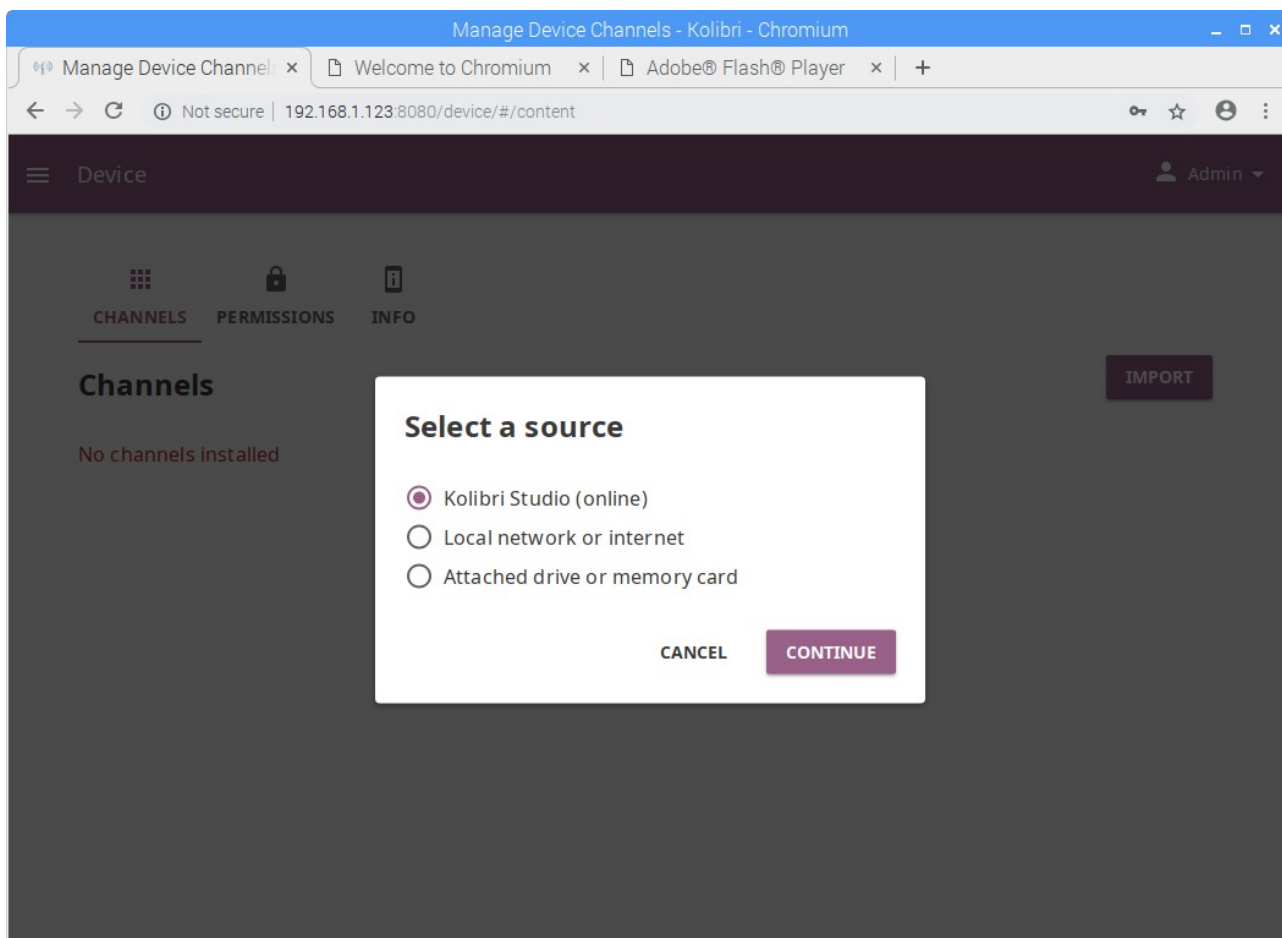 Manage Device Channels - Kolibri - Chromium
Manage Device Channel Welcome to Chromium Adobe® Flash® Player
Not secure | 192.168.1.123:8080/device/#/content
Device Admin
CHANNELS PERMISSIONS INFO
Channels IMPORT
No channels installed
Select a source
Kolibri Studio (online)
Local network or internet
Attached drive or memory card
CANCEL CONTINUE